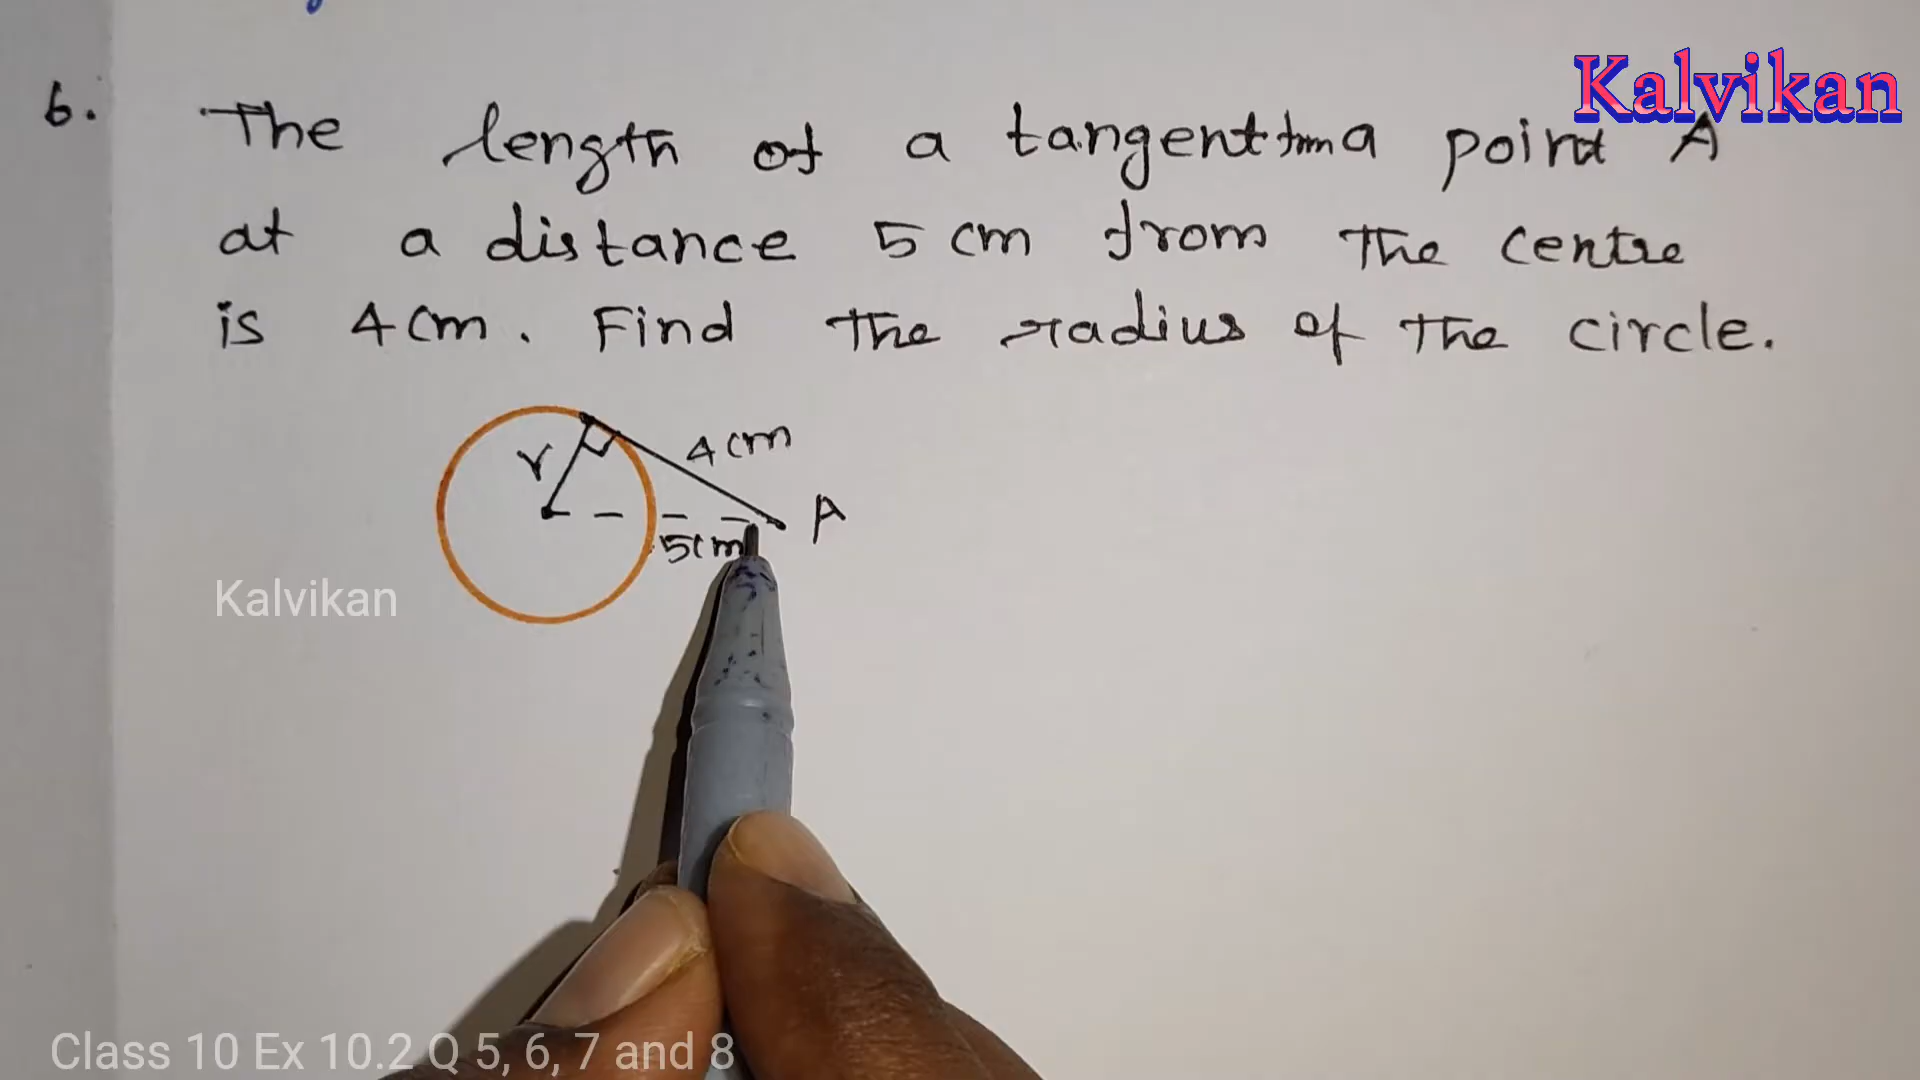 Kalvikan
6. The length of a tangent from a point A
at a distance 5 cm from the centre
is 4 cm. Find the radius of the circle.
r
4 cm
A
5 cm
Kalvikan
Class 10 Ex 10.2 Q 5, 6, 7 and 8